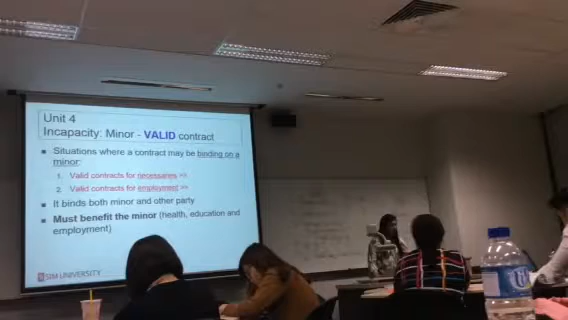 Unit 4
Incapacity: Minor - VALID contract
▪ Situations where a contract may be binding on a
minor:
1. Valid contracts for necessaries >>
2. Valid contracts for employment >>
▪ It binds both minor and other party
▪ Must benefit the minor (health, education and
employment)
SIM UNIVERSITY